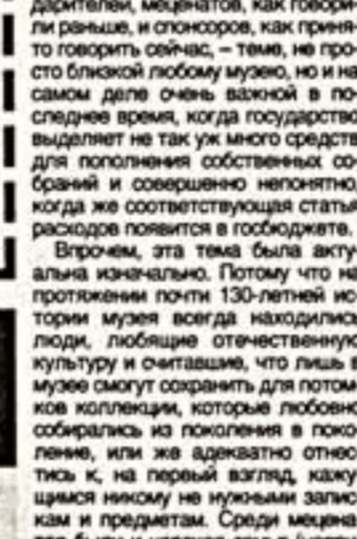 дарителей, меценатов, как говори-
ли раньше, и спонсоров, как приня-
то говорить сейчас, – теме, не про-
сто близкой любому музею, но и на
самом деле очень важной в по-
следнее время, когда государство
выделяет не так уж много средств
для пополнения собственных со-
браний и совершенно непонятно,
когда же соответствующая статья
расходов появится в госбюджете.
Впрочем, эта тема была акту-
альна изначально. Потому что на
протяжении почти 130-летней ис-
тории музея всегда находились
люди, любящие отечественную
культуру и считавшие, что лишь в
музее смогут сохранить для потом-
ков коллекции, которые любовно
собирались из поколения в поко-
ление, или же адекватно отнес
тись к, на первый взгляд, кажу-
щимся никому не нужными запис-
кам и предметам. Среди мецена-